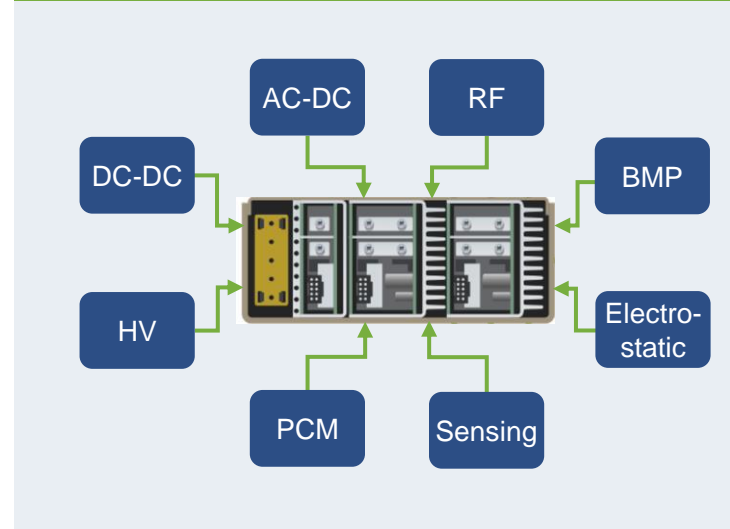 AC-DC
RF
DC-DC
BMP
HV
Electro-
static
PCM
Sensing